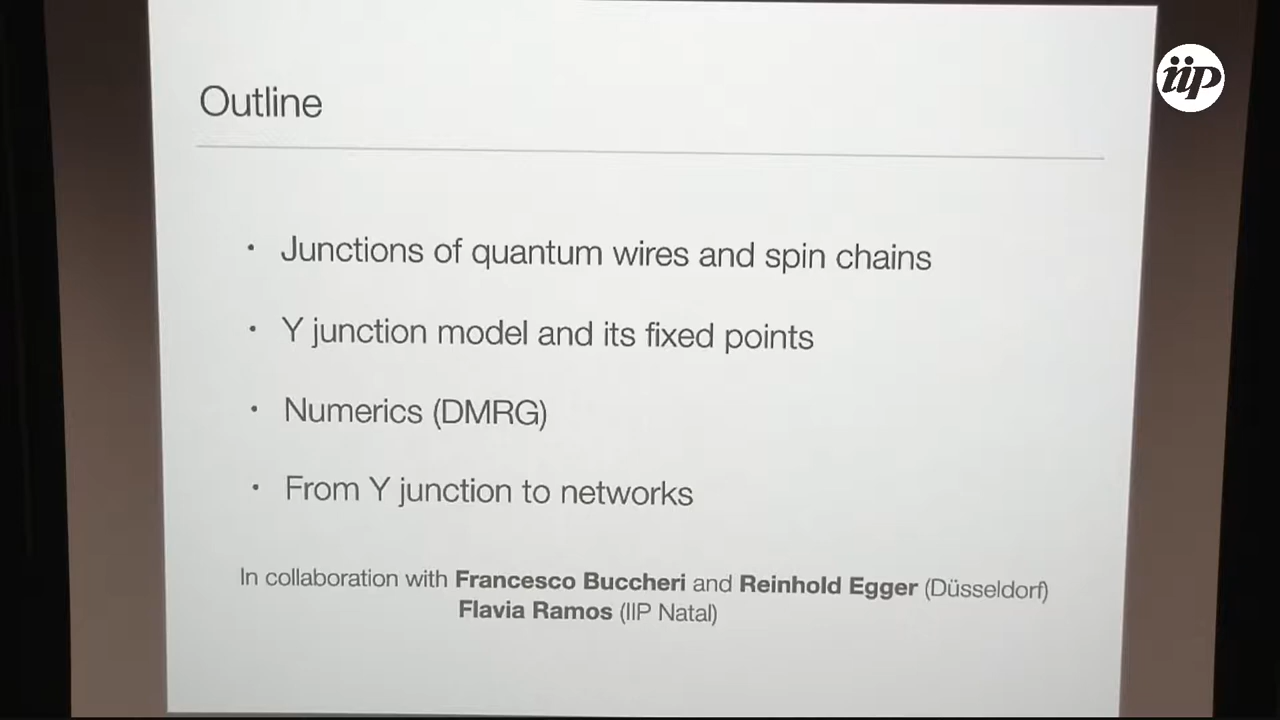 iip
Outline
• Junctions of quantum wires and spin chains
• Y junction model and its fixed points
• Numerics (DMRG)
• From Y junction to networks
In collaboration with Francesco Buccheri and Reinhold Egger (Düsseldorf)
Flavia Ramos (IIP Natal)